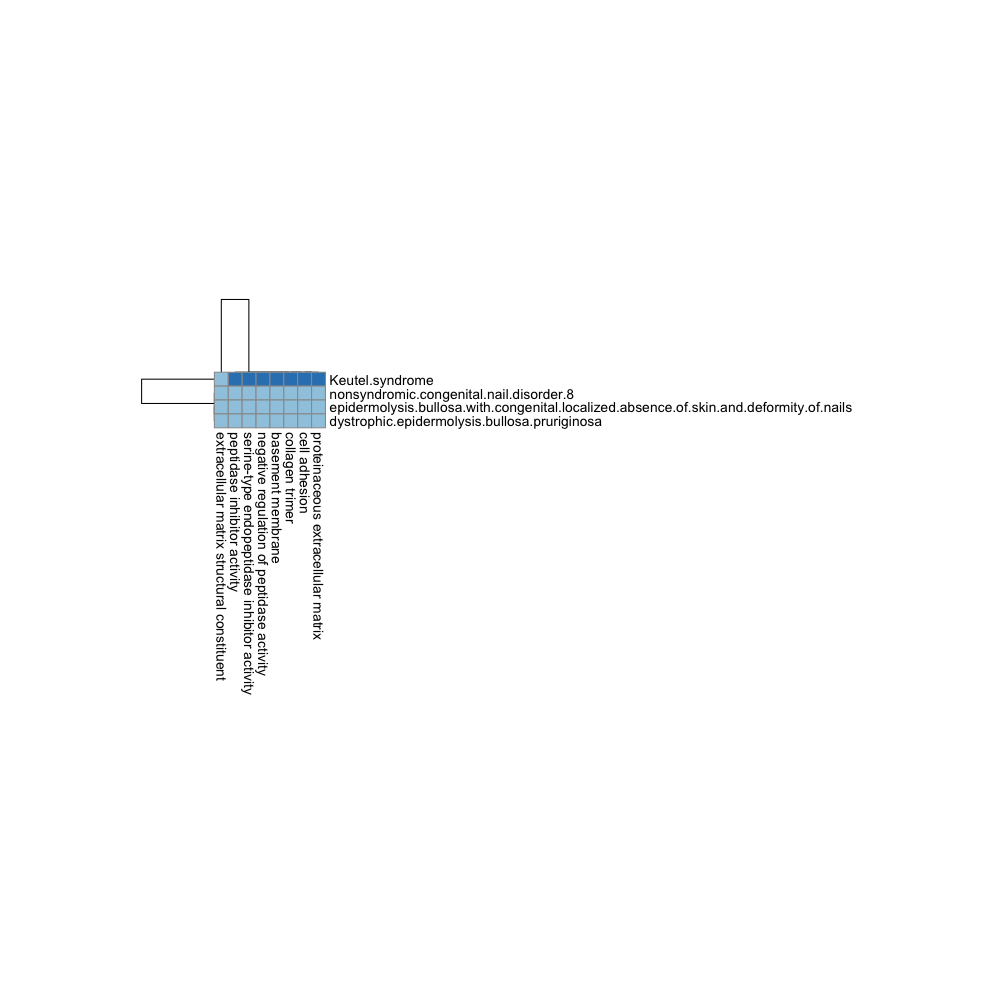 Keutel.syndrome
nonsyndromic.congenital.nail.disorder.8
epidermolysis.bullosa.with.congenital.localized.absence.of.skin.and.deformity.of.nails
dystrophic.epidermolysis.bullosa.pruriginosa
extracellular matrix structural constituent
peptidase inhibitor activity
serine-type endopeptidase inhibitor activity
negative regulation of peptidase activity
basement membrane
collagen trimer
cell adhesion
proteinaceous extracellular matrix